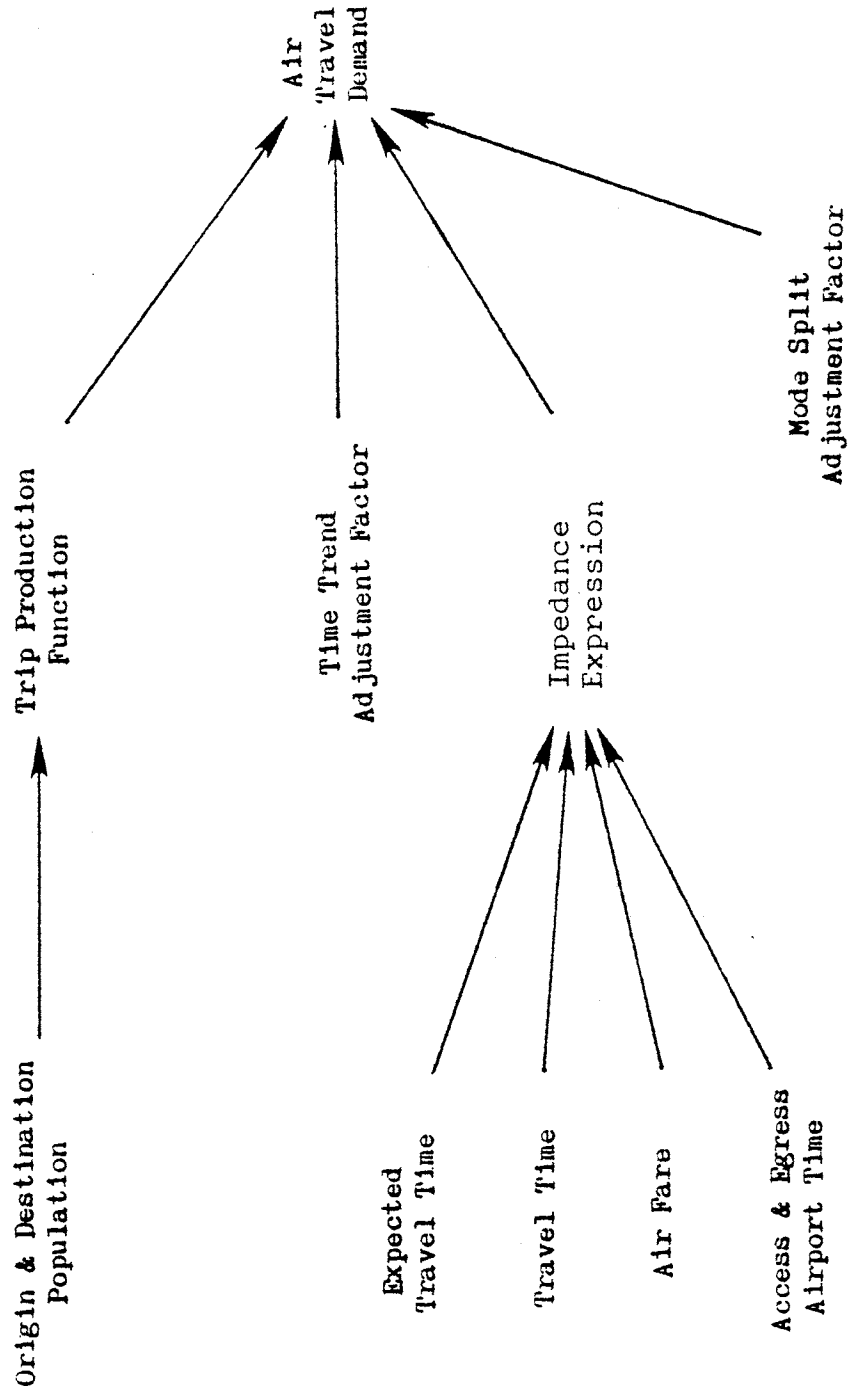 Origin & Destination
Population
Trip Production
Function
Air
Travel
Demand
Time Trend
Adjustment Factor
Expected
Travel Time
Travel Time
Air Fare
Access & Egress
Airport Time
Impedance
Expression
Mode Split
Adjustment Factor